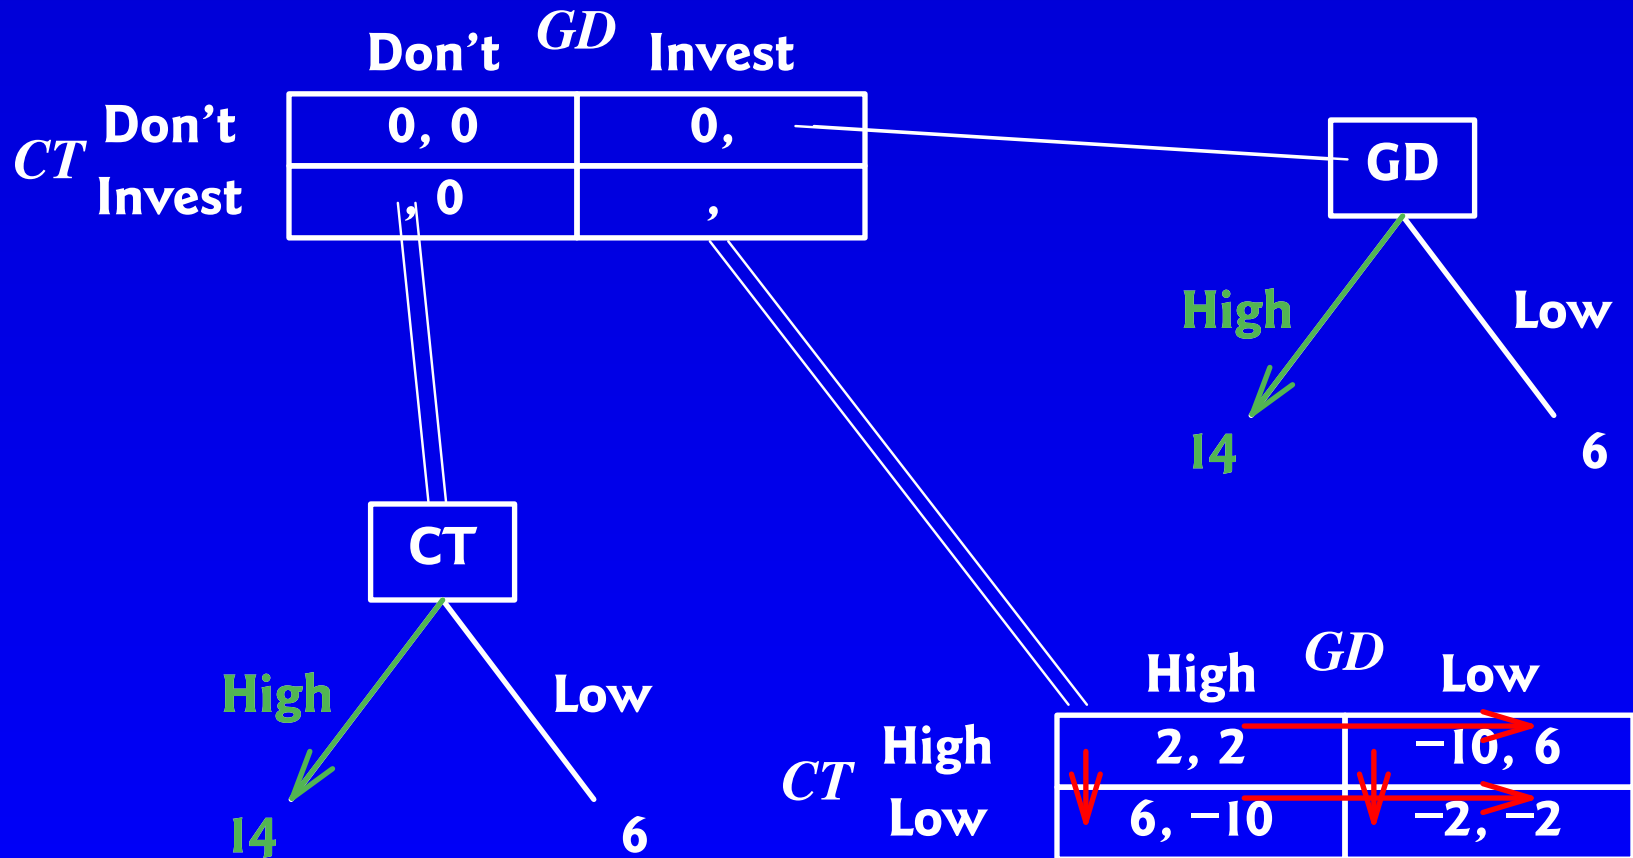 GD
Don't Invest
CT
Don't 0, 0 0,
Invest , 0 ,
GD
High Low
14 6
CT
High Low
14 6
GD
High Low
CT
High 2, 2 −10, 6
Low 6, −10 −2, −2